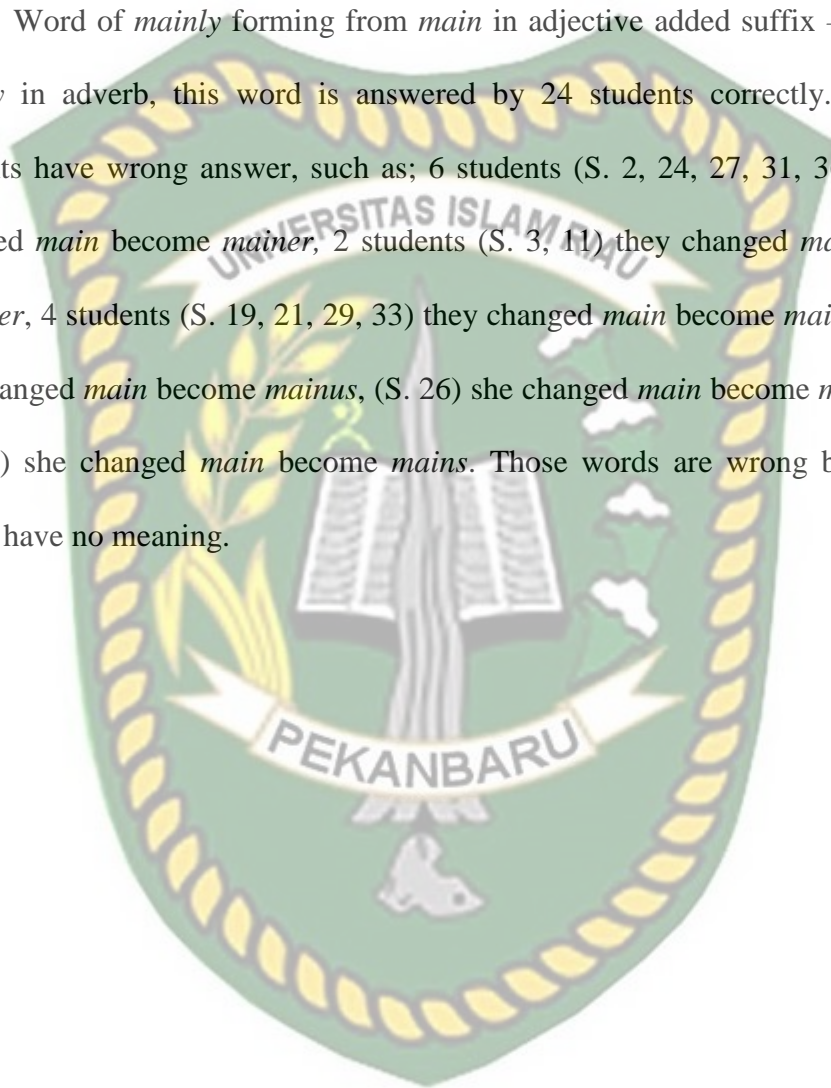 Word of mainly forming from main in adjective added suffix –
in adverb, this word is answered by 24 students correctly.
have wrong answer, such as; 6 students (S. 2, 24, 27, 31,
main become mainer, 2 students (S. 3, 11) they changed
4 students (S. 19, 21, 29, 33) they changed main become
main become mainus, (S. 26) she changed main become
) she changed main become mains. Those words are wrong
have no meaning.
UNIVERSITAS ISLAM RIAU
PEKANBARU